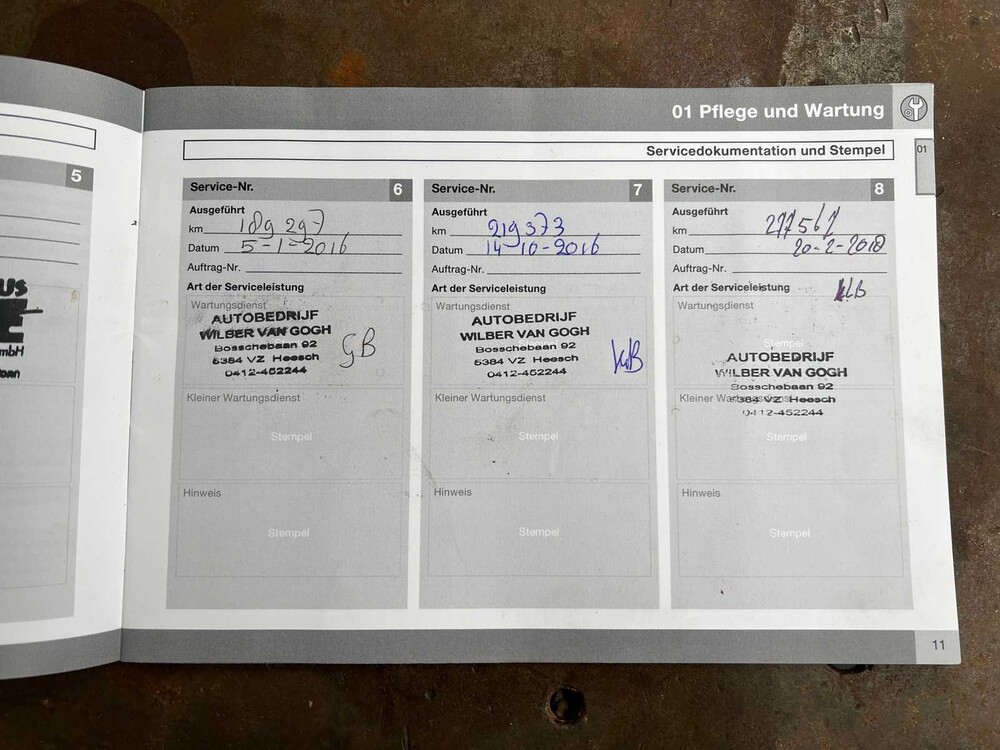 01 Pflege und Wartung
Servicedokumentation und Stempel
01
5
us
E
mbH
Service-Nr. 6
Ausgeführt
km 189 297
Datum 5-1-2016
Auftrag-Nr.
Art der Serviceleistung
Wartungsdienst
AUTOBEDRIJF
WILBER VAN GOGH
Bosschebaan 92
5384 VZ Heesch
0412-452244
GB
Kleiner Wartungsdienst
Stempel
Hinweis
Stempel
Service-Nr. 7
Ausgeführt
km 219373
Datum 14-10-2016
Auftrag-Nr.
Art der Serviceleistung
Wartungsdienst
AUTOBEDRIJF
WILBER VAN GOGH
Bosschebaan 92
5384 VZ Heesch
0412-452244
Kleiner Wartungsdienst
Stempel
Hinweis
Stempel
Service-Nr. 8
Ausgeführt
km
Datum 20-2-2018
Auftrag-Nr.
Art der Serviceleistung
Wartungsdienst
Stempel
AUTOBEDRIJF
WILBER VAN GOGH
Bosschebaan 92
Kleiner Wartungsdienst
5384 VZ Heesch
0412-452244
Stempel
Hinweis
Stempel
11